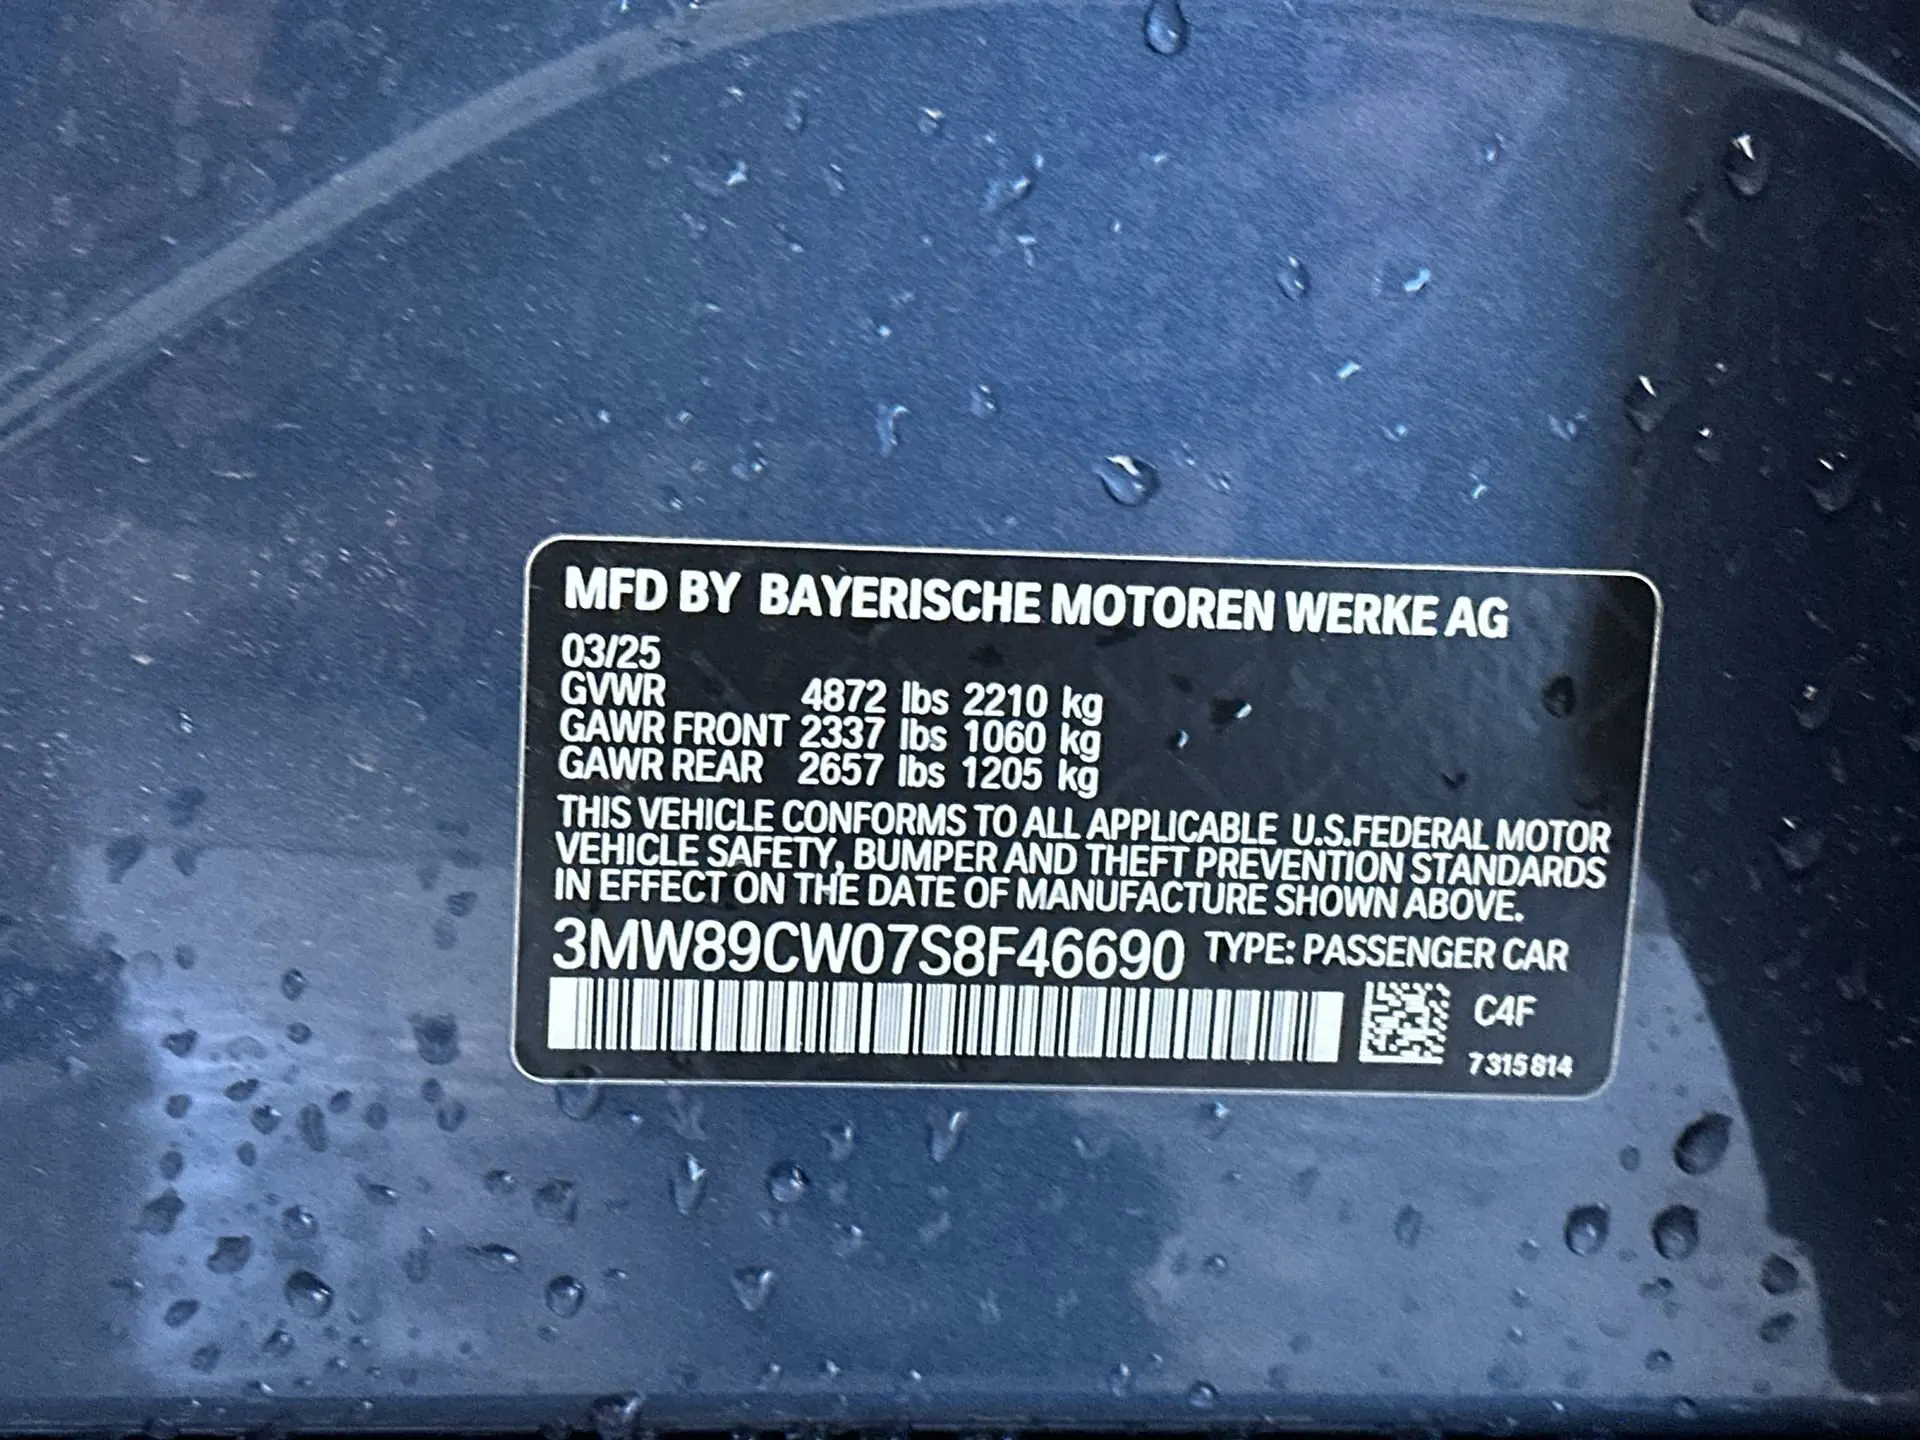 MFD BY BAYERISCHE MOTOREN WERKE AG
03/25
GVWR 4872 lbs 2210 kg
GAWR FRONT 2337 lbs 1060 kg
GAWR REAR 2657 lbs 1205 kg
THIS VEHICLE CONFORMS TO ALL APPLICABLE U.S.FEDERAL MOTOR
VEHICLE SAFETY, BUMPER AND THEFT PREVENTION STANDARDS
IN EFFECT ON THE DATE OF MANUFACTURE SHOWN ABOVE.
3MW89CW07S8F46690 TYPE: PASSENGER CAR
C4F
7315814